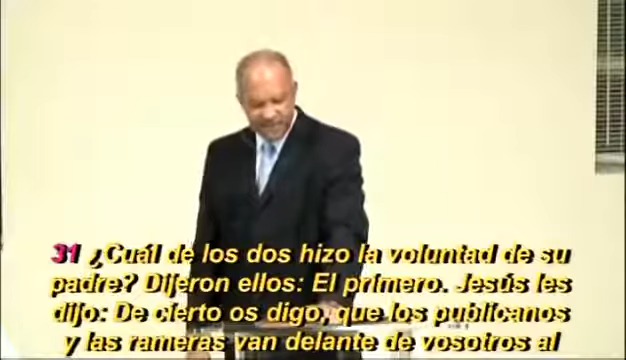 31 ¿Cuál de los dos hizo la voluntad de su
padre? Dijeron ellos: El primero. Jesús les
dijo: De cierto os digo, que los publicanos
y las rameras van delante de vosotros al